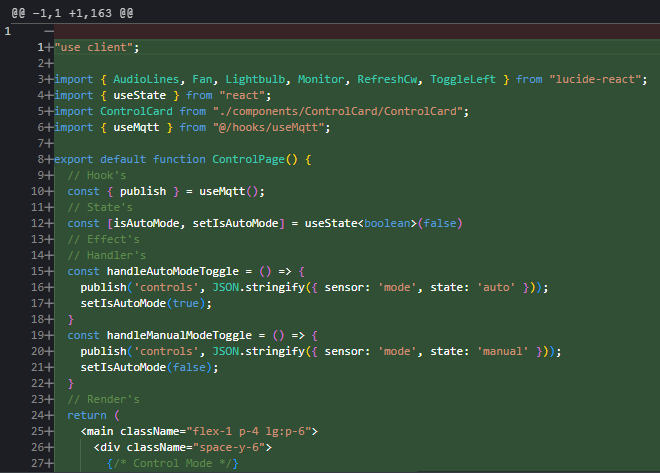 @@ -1,1 +1,163 @@
1 -
1+"use client";
2+
3+import { AudioLines, Fan, Lightbulb, Monitor, RefreshCw, ToggleLeft } from "lucide-react";
4+import { useState } from "react";
5+import ControlCard from "./components/ControlCard/ControlCard";
6+import { useMqtt } from "@/hooks/useMqtt";
7+
8+export default function ControlPage() {
9+  // Hook's
10+  const { publish } = useMqtt();
11+  // State's
12+  const [isAutoMode, setIsAutoMode] = useState<boolean>(false)
13+  // Effect's
14+  // Handler's
15+  const handleAutoModeToggle = () => {
16+    publish('controls', JSON.stringify({ sensor: 'mode', state: 'auto' }));
17+    setIsAutoMode(true);
18+  }
19+  const handleManualModeToggle = () => {
20+    publish('controls', JSON.stringify({ sensor: 'mode', state: 'manual' }));
21+    setIsAutoMode(false);
22+  }
23+  // Render's
24+  return (
25+    <main className="flex-1 p-4 lg:p-6">
26+      <div className="space-y-6">
27+        {/* Control Mode */}